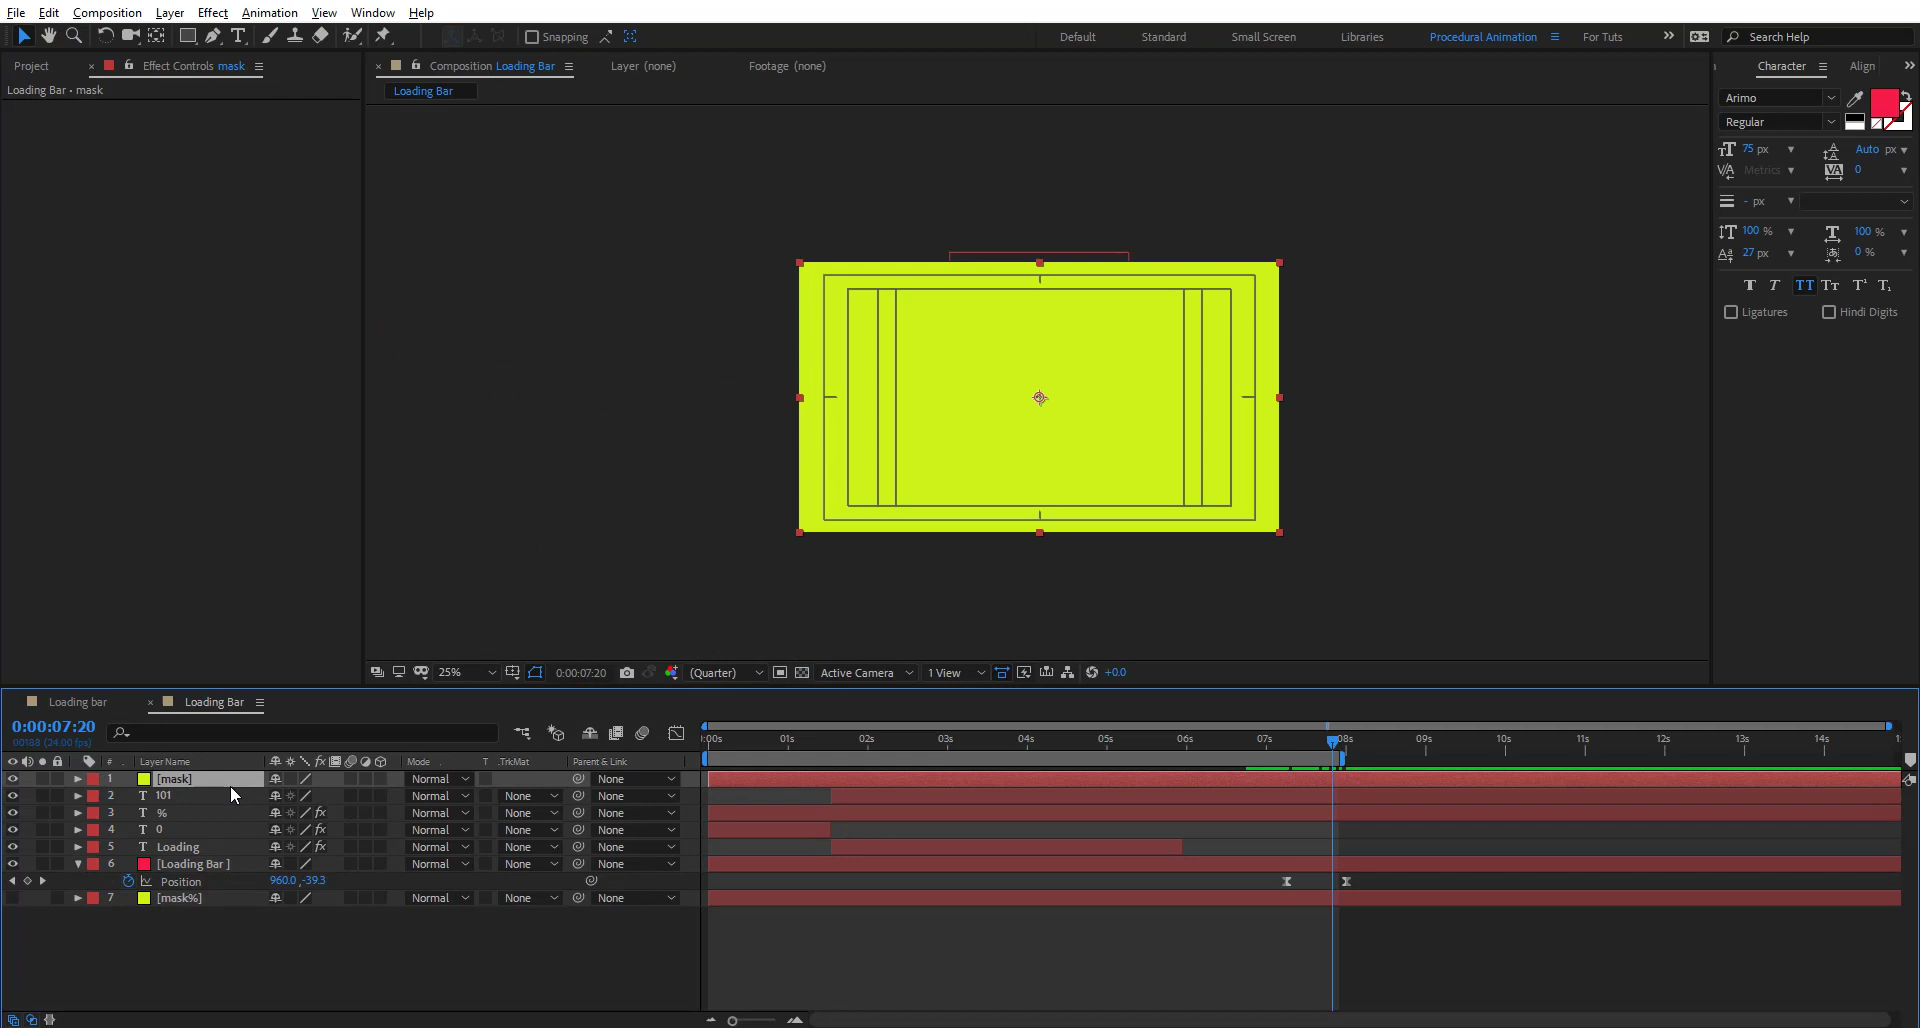 File Edit Composition Layer Effect Animation View Window Help
Snapping Default Standard Small Screen Libraries Procedural Animation For Tuts Search Help
Project Effect Controls mask Composition Loading Bar Layer (none) Footage (none) Character Align
Loading Bar • mask Loading Bar
Arimo
Regular
75 px Auto px
Metrics 0
- px
100 % 100 %
27 px 0 %
Ligatures Hindi Digits
25% 0:00:07:20 (Quarter) Active Camera 1 View +0.0
Loading bar Loading Bar
0:00:07:20
00188 (24.00 fps)
:00s 01s 02s 03s 04s 05s 06s 07s 08s 09s 10s 11s 12s 13s 14s
# Layer Name Mode T .TrkMat Parent & Link
1 [mask] Normal None
2 101 Normal None None
3 % Normal None None
4 0 Normal None None
5 Loading Normal None None
6 [Loading Bar ] Normal None None
Position 960.0,-39.3
7 [mask%] Normal None None